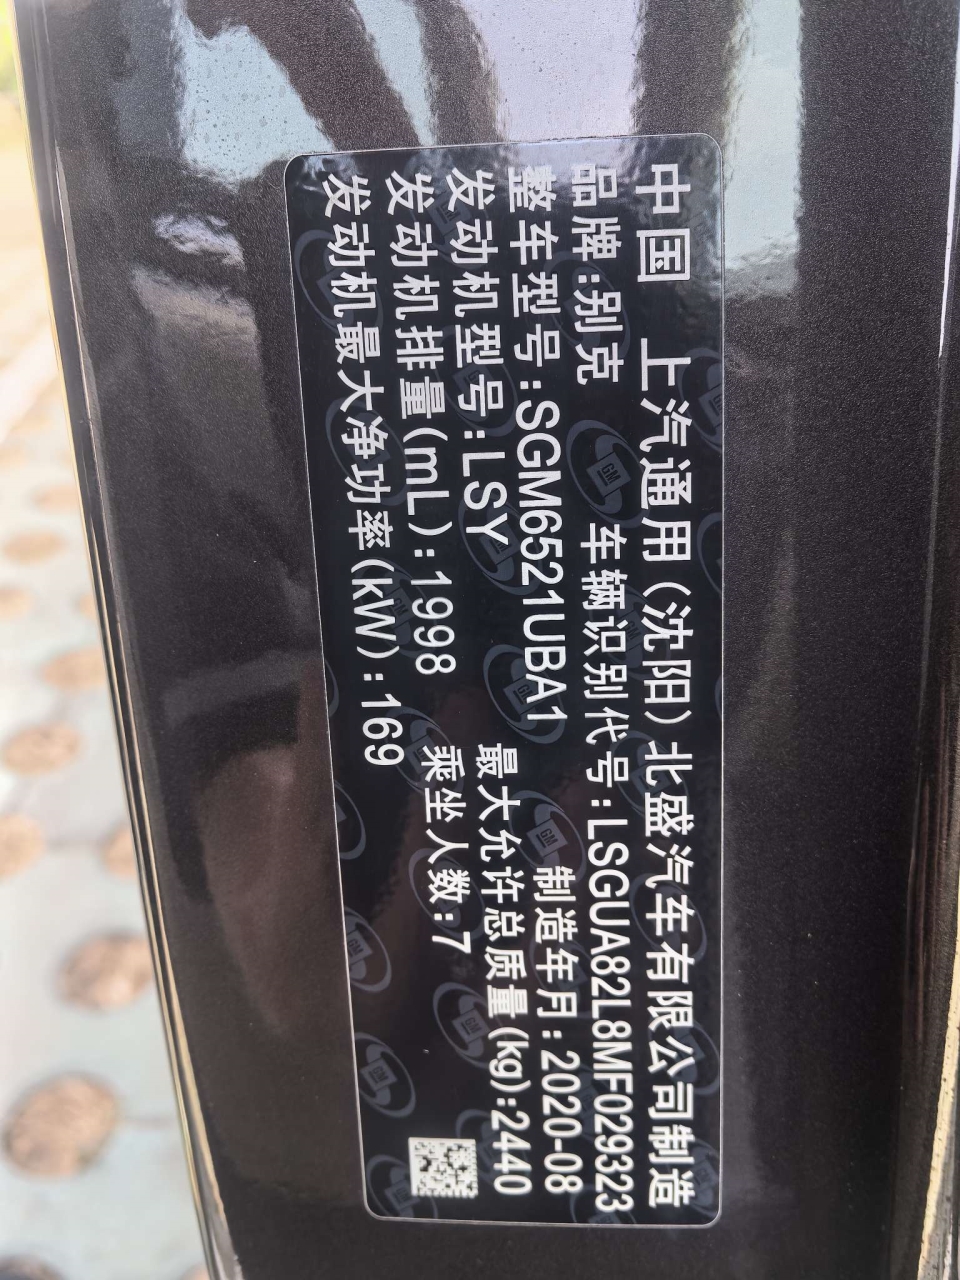 中国 上汽通用(沈阳)北盛汽车有限公司制造
品牌:别克 车辆识别代号:LSGUA82L8MF029323
整车型号:SGM6521UBA1 制造年月:2020-08
发动机型号:LSY 最大允许总质量(kg):2440
发动机排量(mL):1998 乘坐人数:7
发动机最大净功率(kW):169
GM